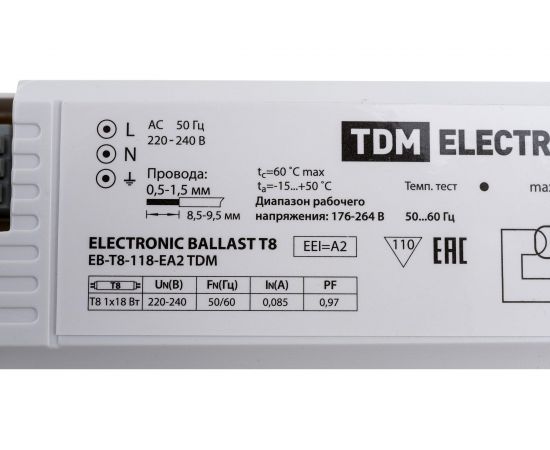 L AC 50 Гц
N 220-240 В
TDM ELECTR
Провода:
0,5-1,5 мм
8,5-9,5 мм
tc=60 ˚C max
ta=-15...+50˚C
Диапазон рабочего
напряжения: 176-264 В 50...60 Гц
Темп. тест ma
ELECTRONIC BALLAST T8
EB-T8-118-EA2 TDM
EEI=A2
110
EAC
T8 UN(В) FN(Гц) IN(А) PF
T8 1x18 Вт 220-240 50/60 0,085 0,97